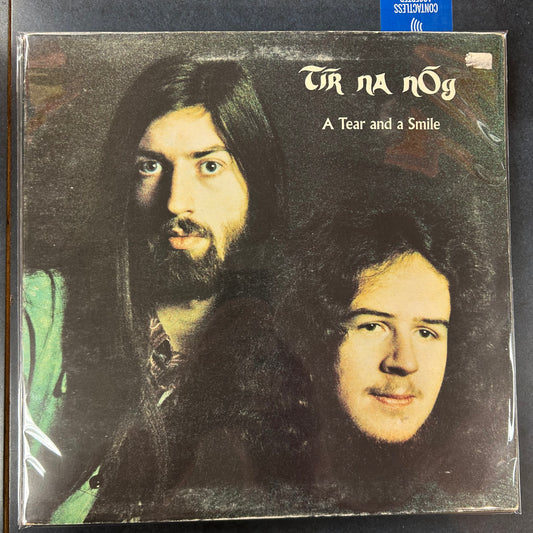 CONTACTLESS
TÍR NA NÓG
A Tear and a Smile